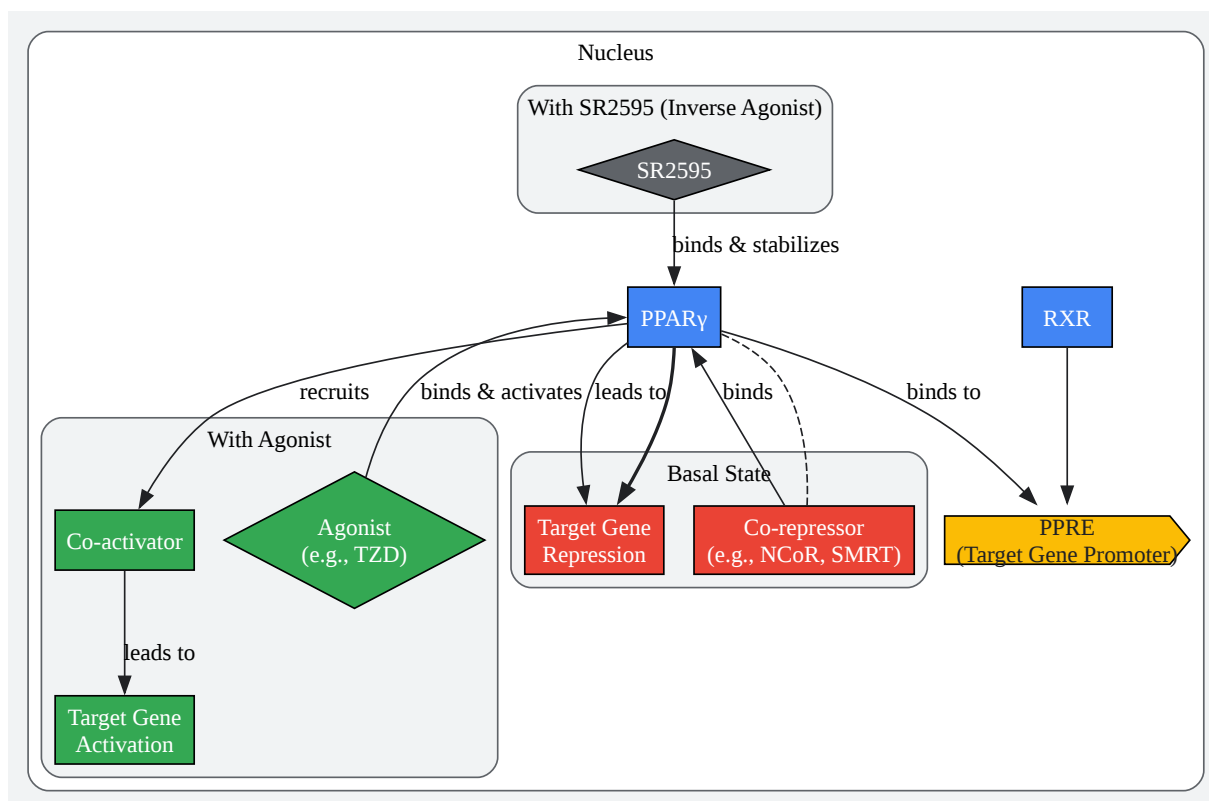 Nucleus
With SR2595 (Inverse Agonist)
SR2595
binds & stabilizes
PPARγ
RXR
recruits
binds & activates
leads to
binds
binds to
With Agonist
Basal State
Co-activator
Agonist
(e.g., TZD)
Target Gene
Repression
Co-repressor
(e.g., NCoR, SMRT)
PPRE
(Target Gene Promoter)
leads to
Target Gene
Activation